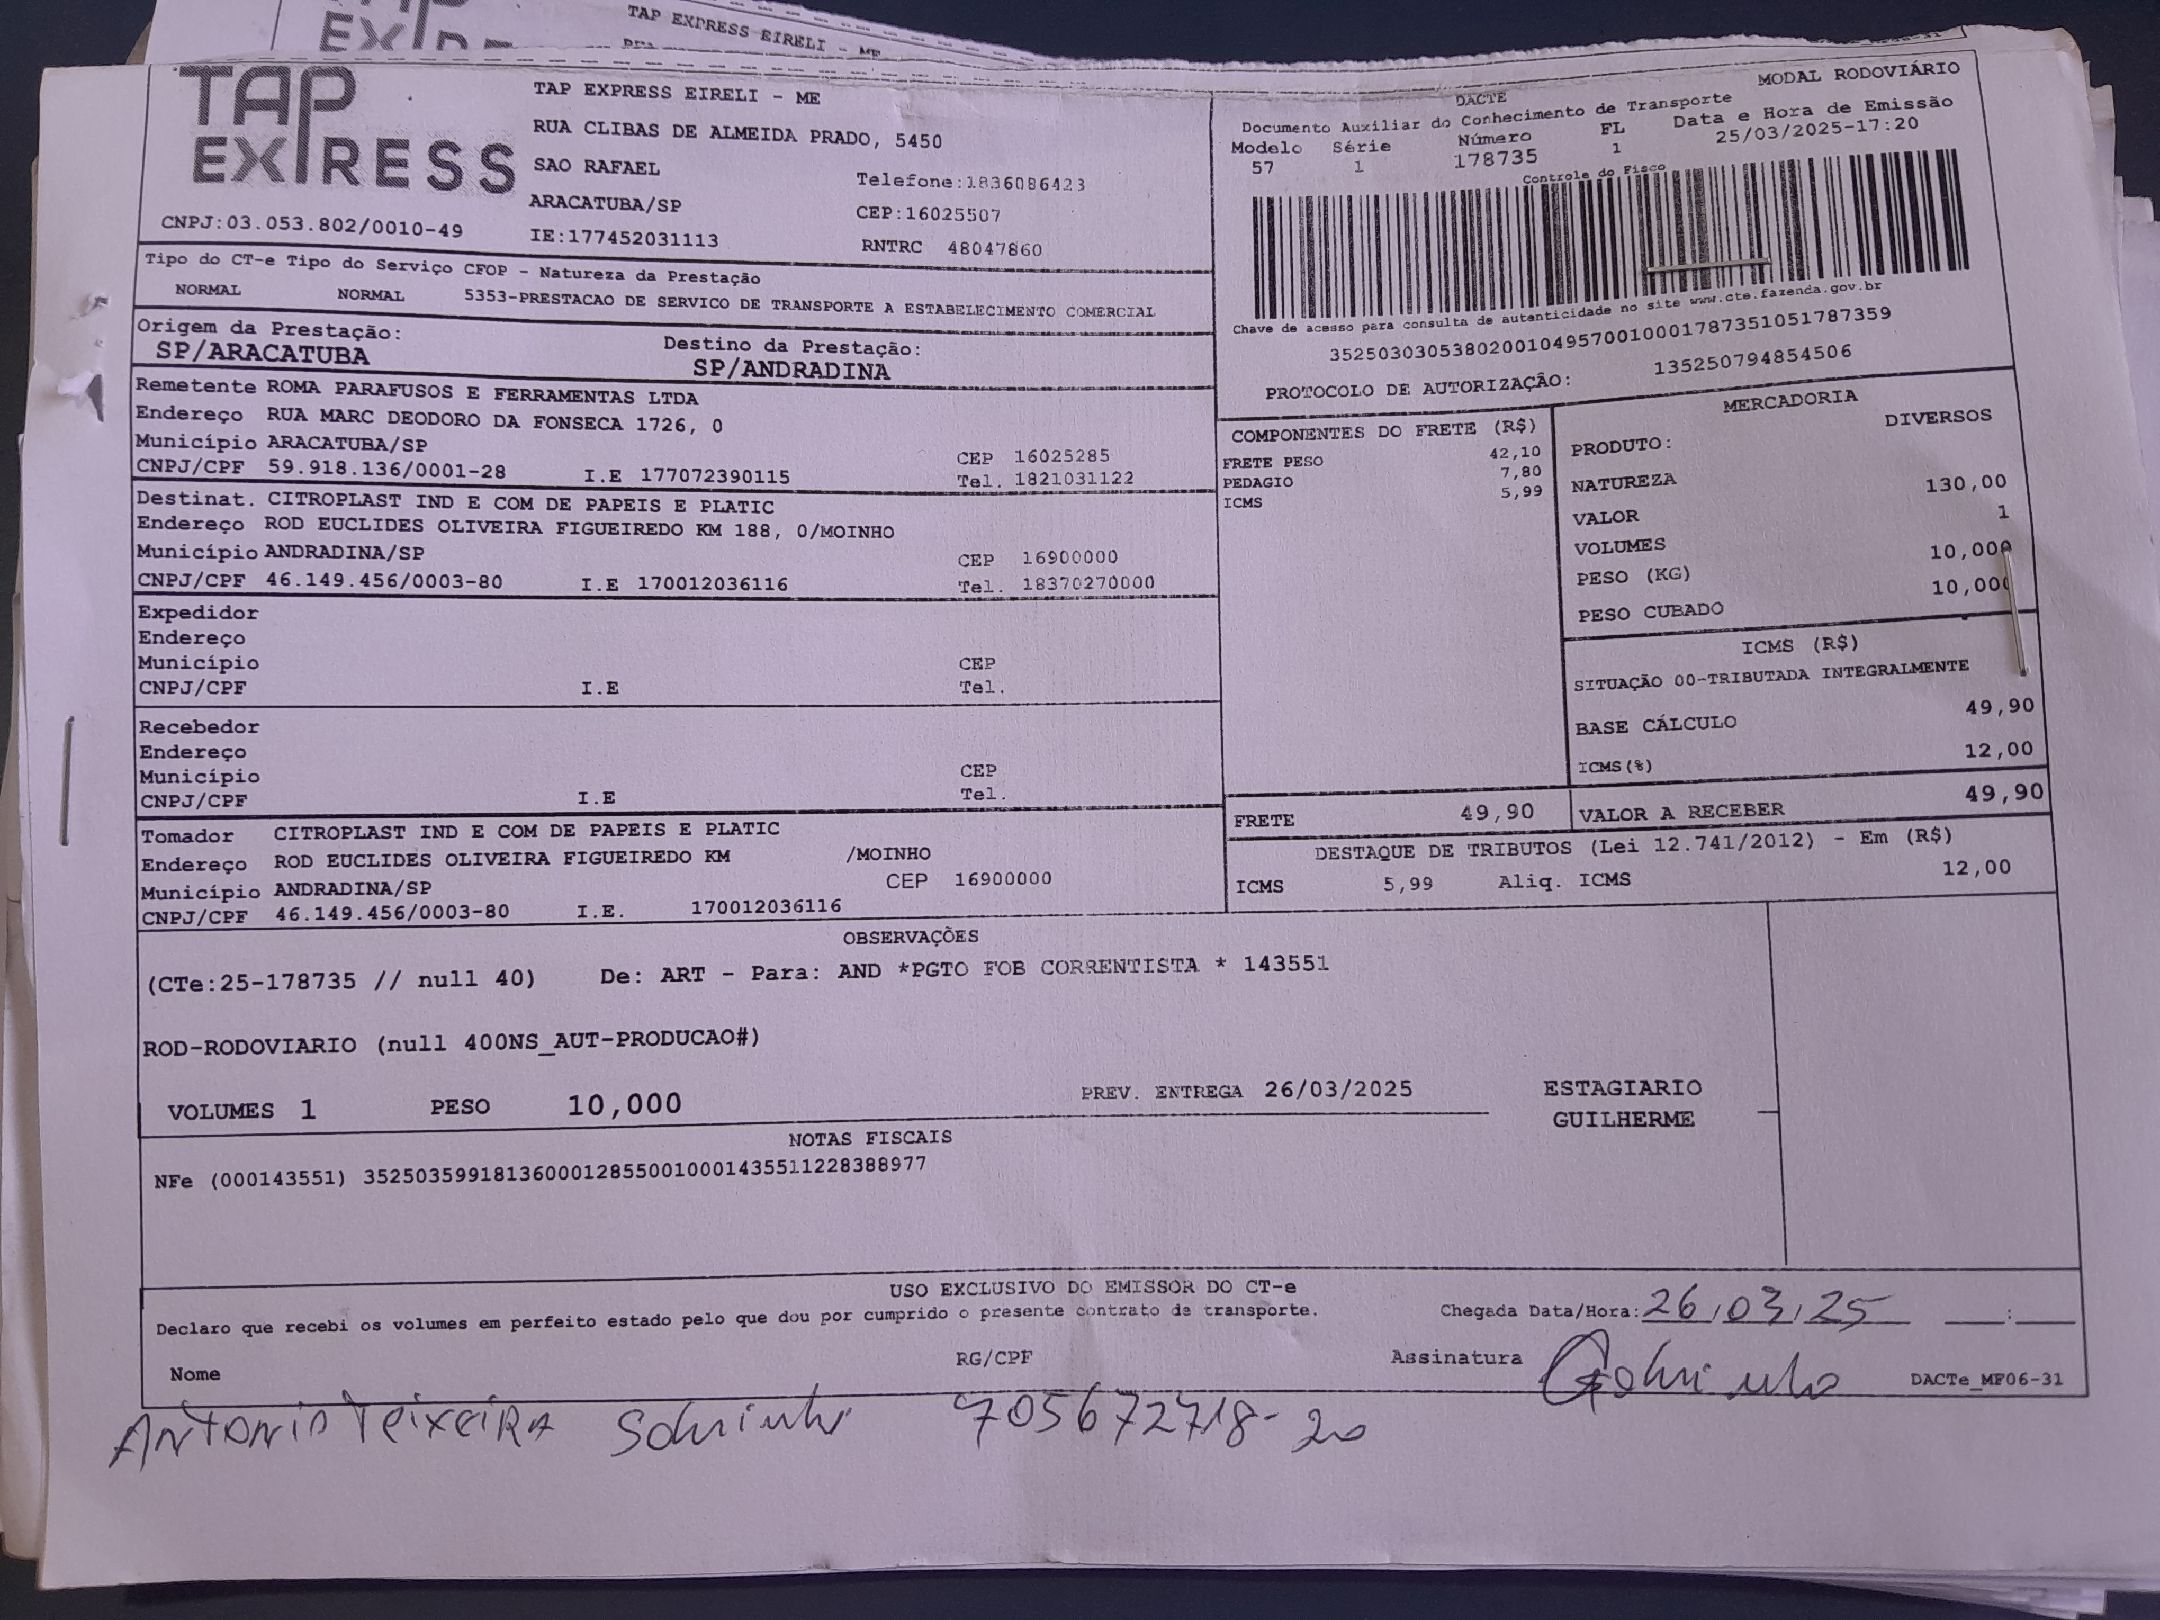 TAP EXPRESS EIRELI - ME
TAP EXPRESS
TAP EXPRESS EIRELI - ME
RUA CLIBAS DE ALMEIDA PRADO, 5450
SAO RAFAEL
Telefone:1836086423
ARACATUBA/SP
CEP:16025507
CNPJ:03.053.802/0010-49
IE:177452031113
RNTRC 48047860
MODAL RODOVIÁRIO
DACTE
Documento Auxiliar do Conhecimento de Transporte
Modelo Série Número FL Data e Hora de Emissão
57 1 178735 1 25/03/2025-17:20
Controle do Fisco
Chave de acesso para consulta de autenticidade no site www.cte.fazenda.gov.br
35250303053802001049570010001787351051787359
PROTOCOLO DE AUTORIZAÇÃO: 135250794854506
Tipo do CT-e Tipo do Serviço CFOP - Natureza da Prestação
NORMAL NORMAL 5353-PRESTACAO DE SERVICO DE TRANSPORTE A ESTABELECIMENTO COMERCIAL
Origem da Prestação: Destino da Prestação:
SP/ARACATUBA SP/ANDRADINA
Remetente ROMA PARAFUSOS E FERRAMENTAS LTDA
Endereço RUA MARC DEODORO DA FONSECA 1726, 0
Município ARACATUBA/SP CEP 16025285
CNPJ/CPF 59.918.136/0001-28 I.E 177072390115 Tel. 1821031122
Destinat. CITROPLAST IND E COM DE PAPEIS E PLATIC
Endereço ROD EUCLIDES OLIVEIRA FIGUEIREDO KM 188, 0/MOINHO
Município ANDRADINA/SP CEP 16900000
CNPJ/CPF 46.149.456/0003-80 I.E 170012036116 Tel. 18370270000
Expedidor
Endereço
Município CEP
CNPJ/CPF I.E Tel.
Recebedor
Endereço
Município CEP
CNPJ/CPF I.E Tel.
Tomador CITROPLAST IND E COM DE PAPEIS E PLATIC
Endereço ROD EUCLIDES OLIVEIRA FIGUEIREDO KM /MOINHO
Município ANDRADINA/SP CEP 16900000
CNPJ/CPF 46.149.456/0003-80 I.E. 170012036116
COMPONENTES DO FRETE (R$)
FRETE PESO 42,10
PEDAGIO 7,80
ICMS 5,99
MERCADORIA
PRODUTO: DIVERSOS
NATUREZA
VALOR 130,00
VOLUMES 1
PESO (KG) 10,000
PESO CUBADO 10,000
ICMS (R$)
SITUAÇÃO 00-TRIBUTADA INTEGRALMENTE
BASE CÁLCULO 49,90
ICMS(%) 12,00
FRETE 49,90 VALOR A RECEBER 49,90
DESTAQUE DE TRIBUTOS (Lei 12.741/2012) - Em (R$)
ICMS 5,99 Aliq. ICMS 12,00
OBSERVAÇÕES
(CTe:25-178735 // null 40) De: ART - Para: AND *PGTO FOB CORRENTISTA * 143551
ROD-RODOVIARIO (null 400NS_AUT-PRODUCAO#)
VOLUMES 1 PESO 10,000 PREV. ENTREGA 26/03/2025 ESTAGIARIO
GUILHERME
NOTAS FISCAIS
NFe (000143551) 35250359918136000128550010001435511228388977
USO EXCLUSIVO DO EMISSOR DO CT-e
Declaro que recebi os volumes em perfeito estado pelo que dou por cumprido o presente contrato de transporte. Chegada Data/Hora: 26/03/25 :
Nome RG/CPF Assinatura Sobrinho DACTe_MF06-31
Antonio Teixeira Sobrinho 705672718-20